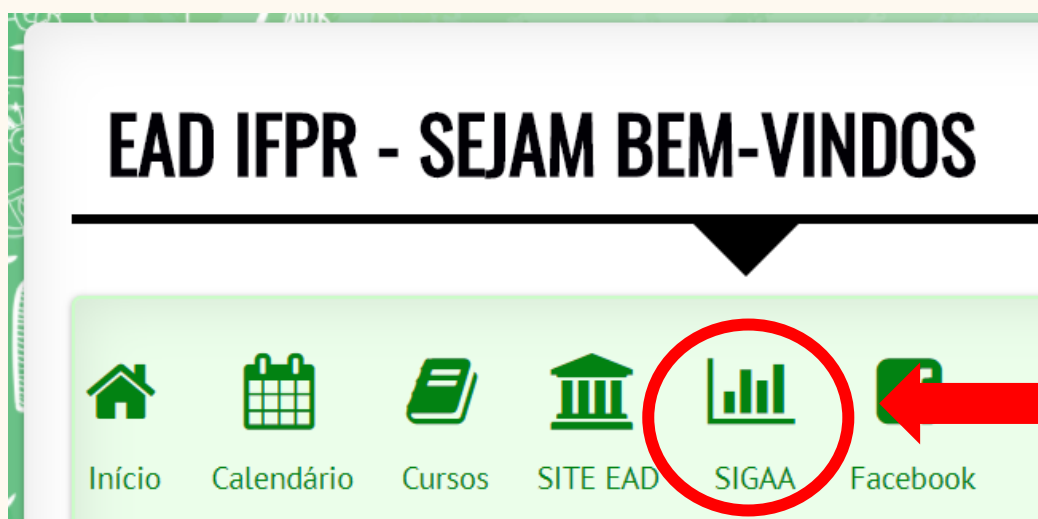 EAD IFPR - SEJAM BEM-VINDOS
Início Calendário Cursos SITE EAD SIGAA Facebook